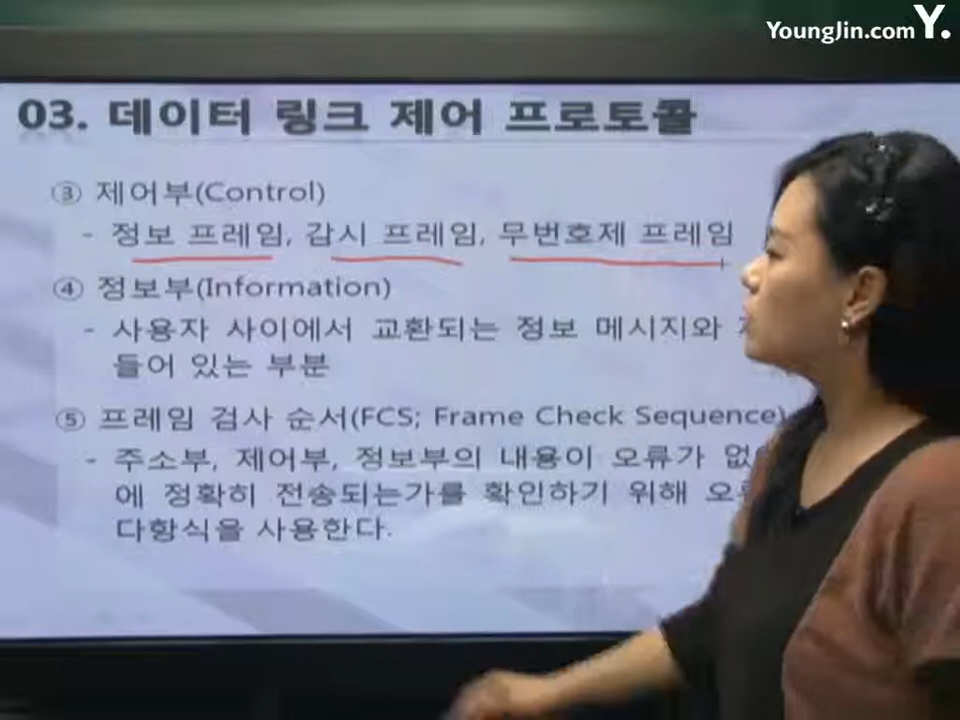 YoungJin.com Y.
03. 데이터 링크 제어 프로토콜
③ 제어부(Control)
- 정보 프레임, 감시 프레임, 무번호제 프레임
④ 정보부(Information)
- 사용자 사이에서 교환되는 정보 메시지와
들어 있는 부분
⑤ 프레임 검사 순서(FCS; Frame Check Sequence)
- 주소부, 제어부, 정보부의 내용이 오류가
에 정확히 전송되는가를 확인하기 위해
다항식을 사용한다.